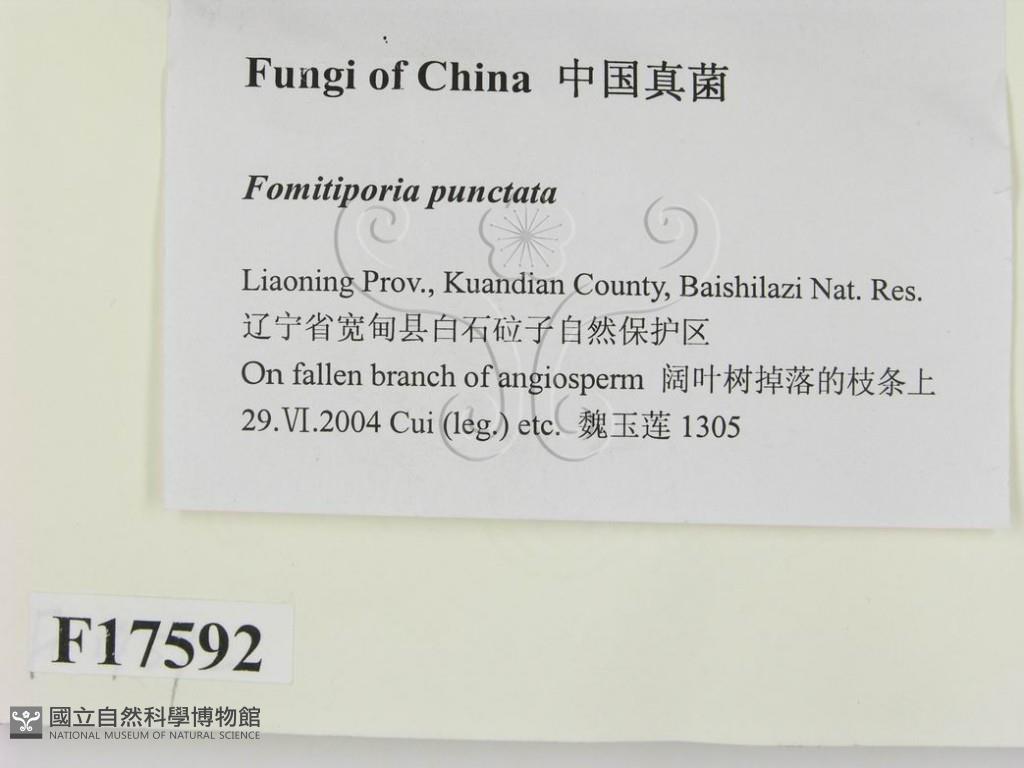 Fungi of China 中国真菌
Fomitiporia punctata
Liaoning Prov., Kuandian County, Baishilazi Nat. Res.
辽宁省宽甸县白石砬子自然保护区
On fallen branch of angiosperm 阔叶树掉落的枝条上
29.Ⅵ.2004 Cui (leg.) etc. 魏玉莲 1305
F17592
國立自然科學博物館
NATIONAL MUSEUM OF NATURAL SCIENCE